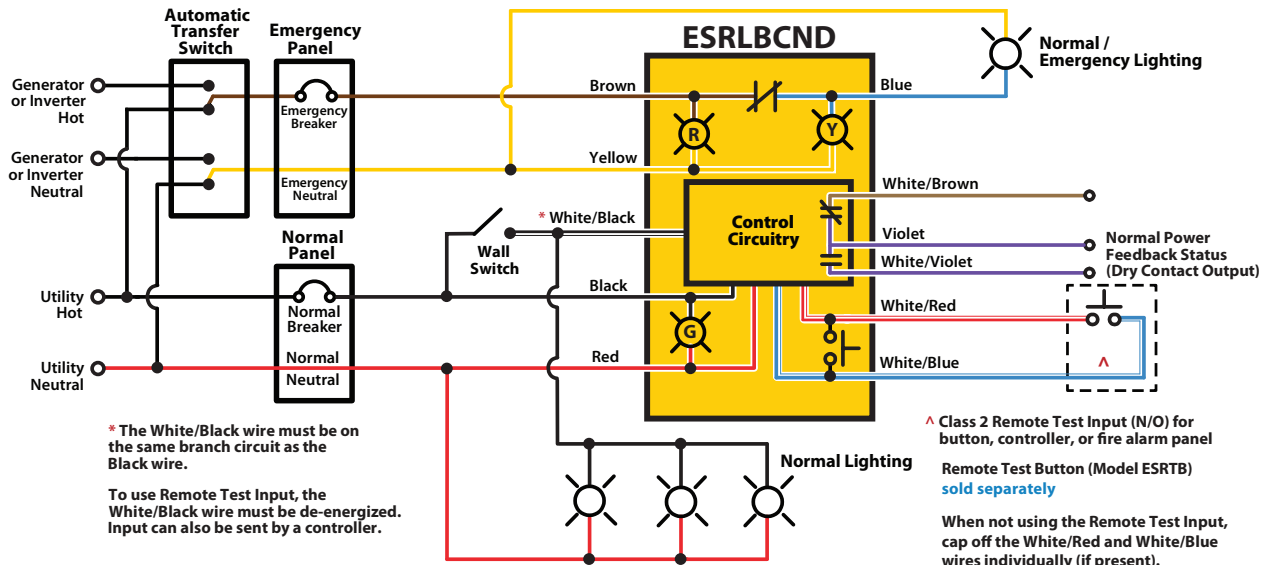 Automatic
Transfer
Switch
Emergency
Panel
ESRLBCND
Normal /
Emergency Lighting
Generator
or Inverter
Hot
Brown
Blue
Emergency
Breaker
R
Y
Generator
or Inverter
Neutral
Yellow
Emergency
Neutral
White/Brown
* White/Black
Control
Circuitry
Violet
Normal
Panel
Wall
Switch
White/Violet
Normal Power
Feedback Status
(Dry Contact Output)
Utility
Hot
Black
Normal
Breaker
White/Red
G
Utility
Neutral
Normal
Neutral
Red
White/Blue
^
* The White/Black wire must be on
the same branch circuit as the
Black wire.
To use Remote Test Input, the
White/Black wire must be de-energized.
Input can also be sent by a controller.
Normal Lighting
^ Class 2 Remote Test Input (N/O) for
button, controller, or fire alarm panel
Remote Test Button (Model ESRTB)
sold separately
When not using the Remote Test Input,
cap off the White/Red and White/Blue
wires individually (if present).